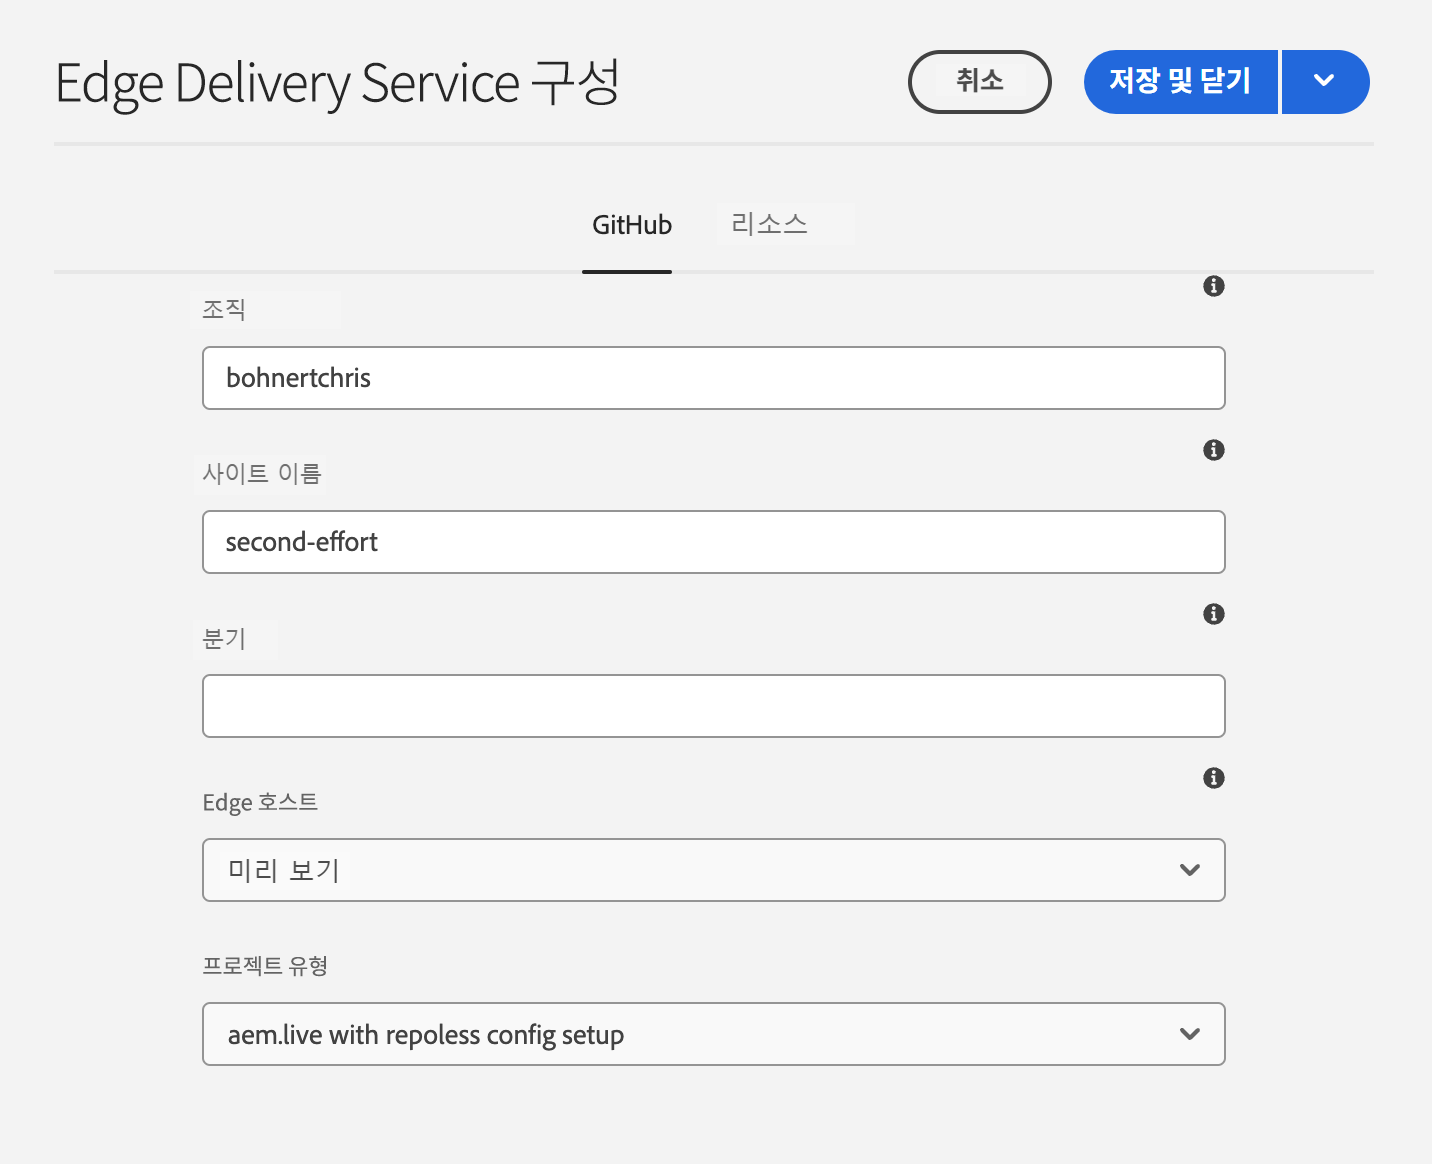 Edge Delivery Service 구성
취소
저장 및 닫기
GitHub
리소스
조직
bohnertchris
사이트 이름
second-effort
분기
Edge 호스트
미리 보기
프로젝트 유형
aem.live with repoless config setup